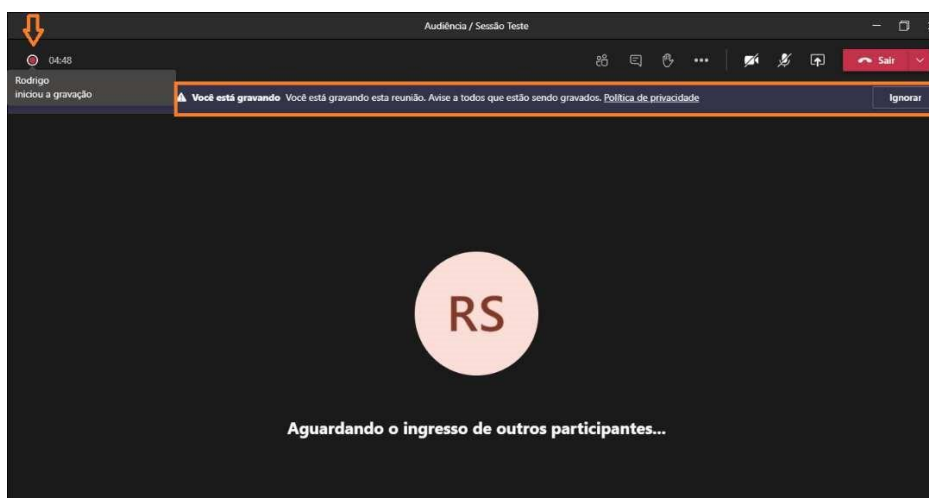 Audiência / Sessão Teste
04:48
Sair
Rodrigo
iniciou a gravação
Você está gravando Você está gravando esta reunião. Avise a todos que estão sendo gravados. Política de privacidade
Ignorar
RS
Aguardando o ingresso de outros participantes...